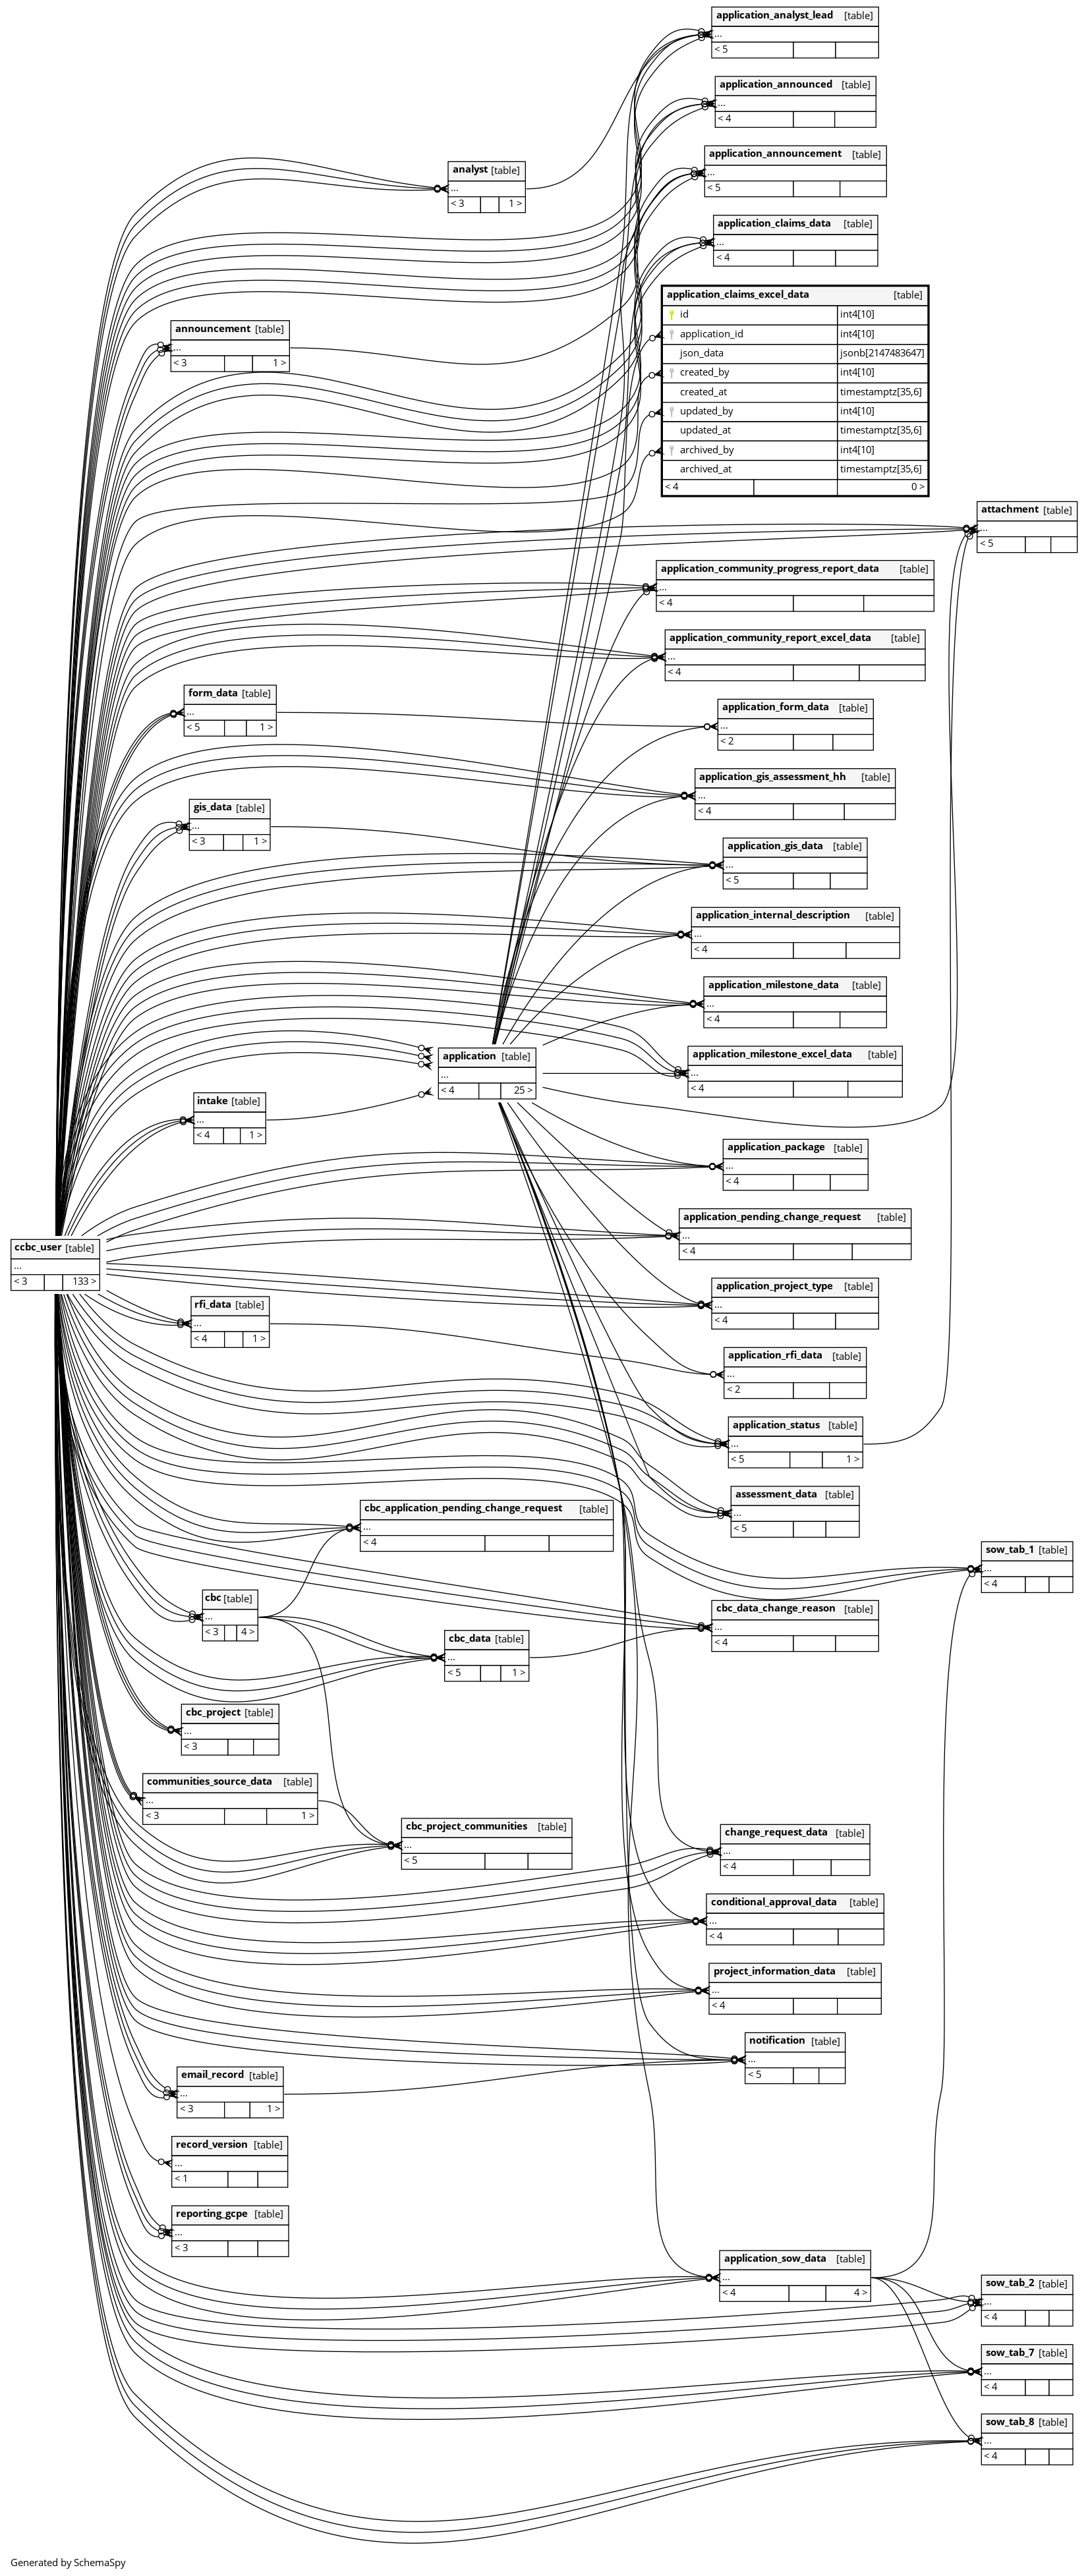 application_analyst_lead [table]
...
< 5
application_announced [table]
...
< 4
application_announcement [table]
...
< 5
analyst [table]
...
< 3 1 >
application_claims_data [table]
...
< 4
application_claims_excel_data [table]
id int4[10]
application_id int4[10]
json_data jsonb[2147483647]
created_by int4[10]
created_at timestamptz[35,6]
updated_by int4[10]
updated_at timestamptz[35,6]
archived_by int4[10]
archived_at timestamptz[35,6]
< 4 0 >
announcement [table]
...
< 3 1 >
attachment [table]
...
< 5
application_community_progress_report_data [table]
...
< 4
application_community_report_excel_data [table]
...
< 4
form_data [table]
...
< 5 1 >
application_form_data [table]
...
< 2
application_gis_assessment_hh [table]
...
< 4
gis_data [table]
...
< 3 1 >
application_gis_data [table]
...
< 5
application_internal_description [table]
...
< 4
application_milestone_data [table]
...
< 4
application [table]
...
< 4 25 >
application_milestone_excel_data [table]
...
< 4
intake [table]
...
< 4 1 >
application_package [table]
...
< 4
application_pending_change_request [table]
...
< 4
ccbc_user [table]
...
< 3 133 >
application_project_type [table]
...
< 4
rfi_data [table]
...
< 4 1 >
application_rfi_data [table]
...
< 2
application_status [table]
...
< 5 1 >
assessment_data [table]
...
< 5
cbc_application_pending_change_request [table]
...
< 4
sow_tab_1 [table]
...
< 4
cbc [table]
...
< 3 4 >
cbc_data_change_reason [table]
...
< 4
cbc_data [table]
...
< 5 1 >
cbc_project [table]
...
< 3
communities_source_data [table]
...
< 3 1 >
cbc_project_communities [table]
...
< 5
change_request_data [table]
...
< 4
conditional_approval_data [table]
...
< 4
project_information_data [table]
...
< 4
notification [table]
...
< 5
email_record [table]
...
< 3 1 >
record_version [table]
...
< 1
reporting_gcpe [table]
...
< 3
application_sow_data [table]
...
< 4 4 >
sow_tab_2 [table]
...
< 4
sow_tab_7 [table]
...
< 4
sow_tab_8 [table]
...
< 4
Generated by SchemaSpy